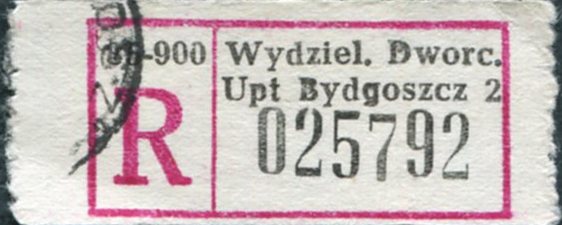 -900
Wydziel. Dworc.
Upt Bydgoszcz 2
R
025792